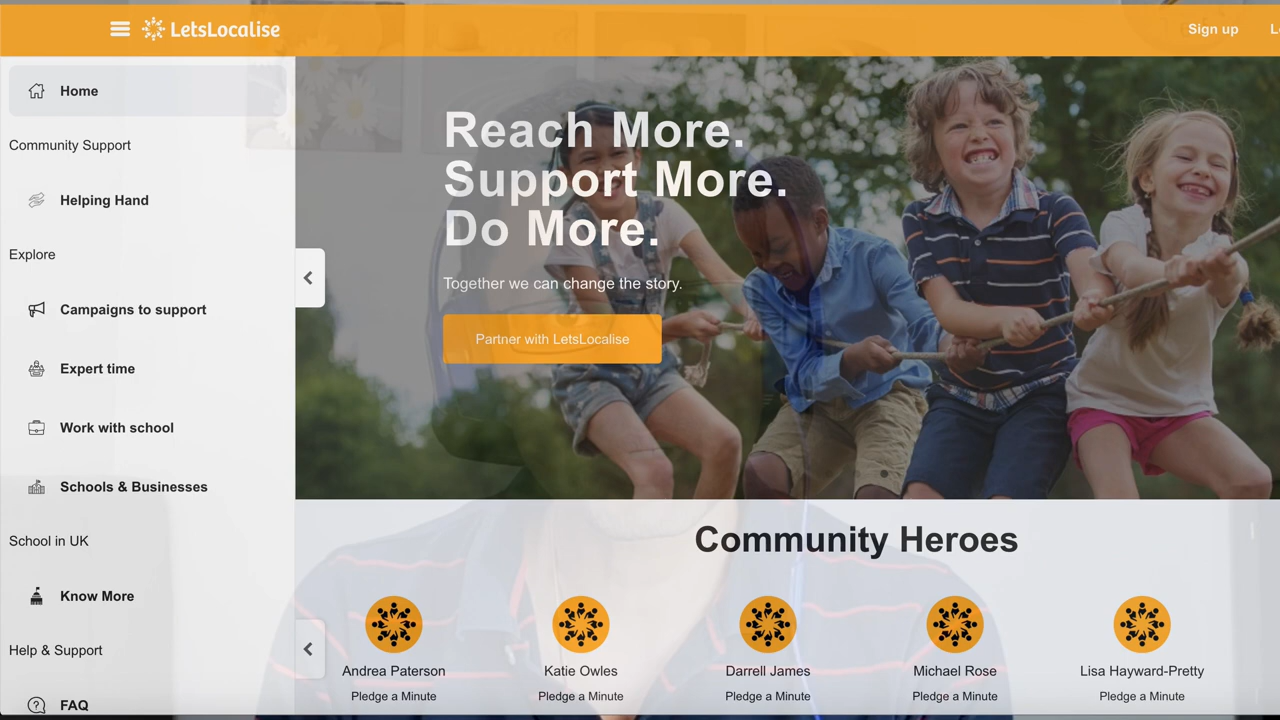 LetsLocalise
Sign up
Home
Community Support
Helping Hand
Explore
Campaigns to support
Expert time
Work with school
Schools & Businesses
School in UK
Know More
Help & Support
FAQ
Reach More.
Support More.
Do More.
Together we can change the story.
Partner with LetsLocalise
Community Heroes
Andrea Paterson
Pledge a Minute
Katie Owles
Pledge a Minute
Darrell James
Pledge a Minute
Michael Rose
Pledge a Minute
Lisa Hayward-Pretty
Pledge a Minute